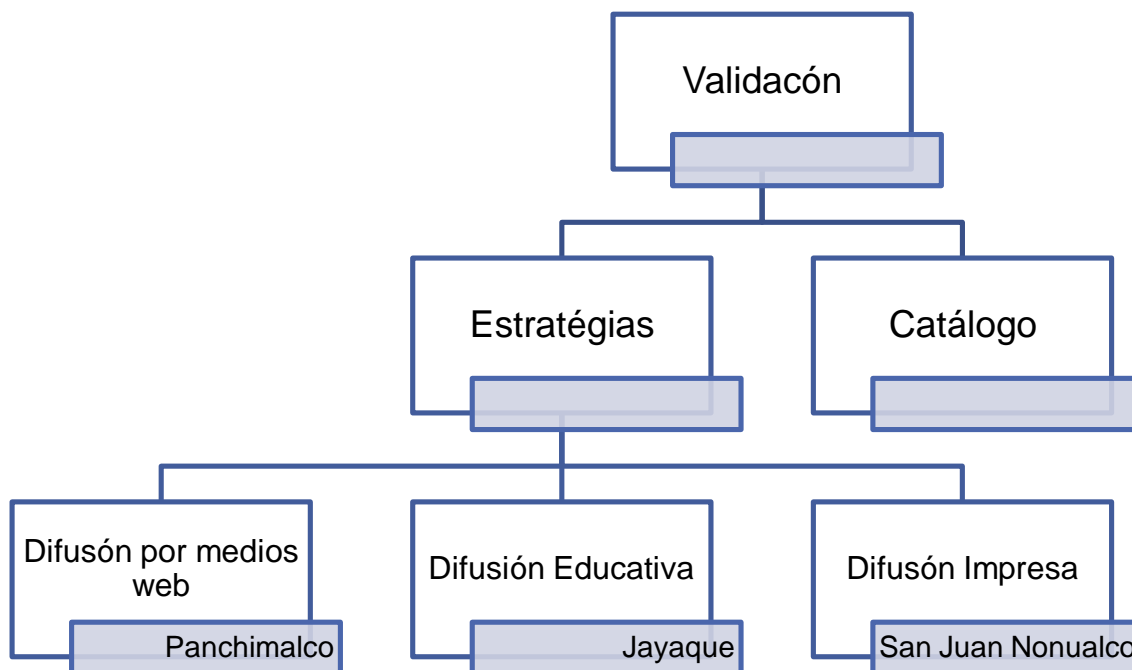 Validacón
Estratégias
Catálogo
Difusón por medios
web
Panchimalco
Difusión Educativa
Jayaque
Difusón Impresa
San Juan Nonualco